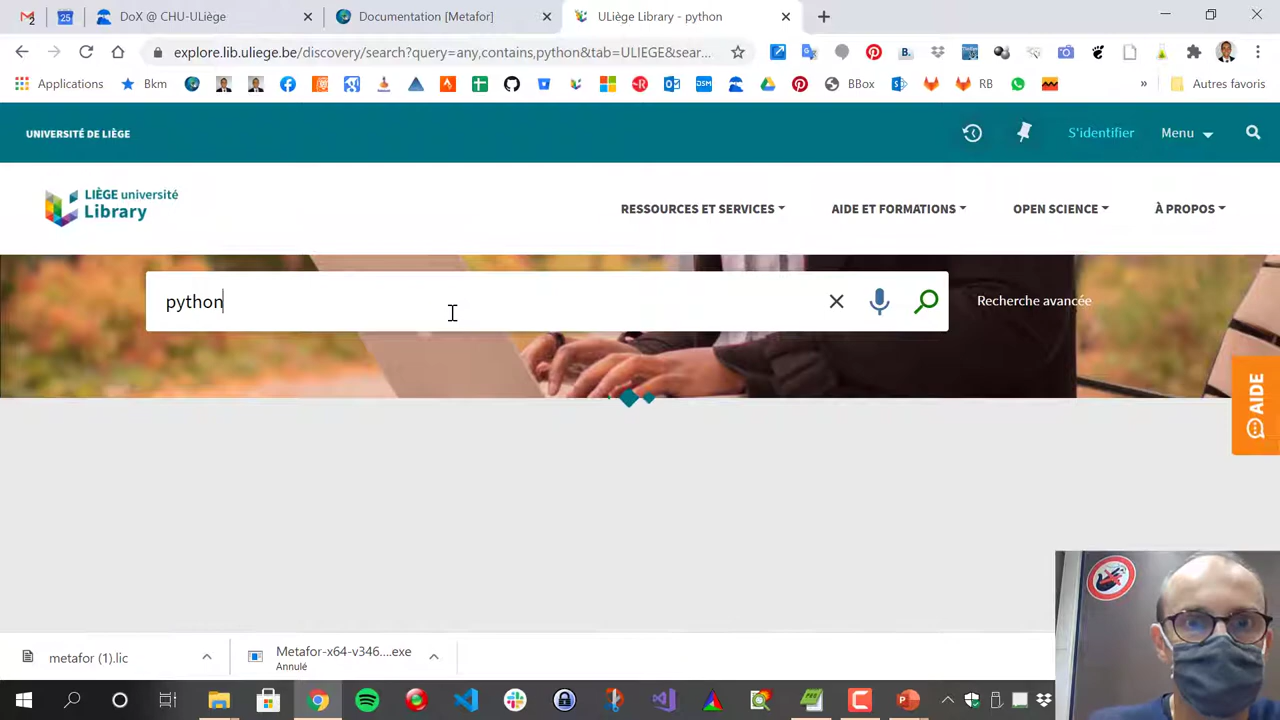 DoX @ CHU-ULiège
Documentation [Metafor]
ULiège Library - python
explore.lib.uliege.be/discovery/search?query=any,contains,python&tab=ULIEGE&sear...
Applications
Bkm
BBox
RB
»
Autres favoris
UNIVERSITÉ DE LIÈGE
S'identifier
Menu
LIÈGE université
Library
RESSOURCES ET SERVICES
AIDE ET FORMATIONS
OPEN SCIENCE
À PROPOS
python
Recherche avancée
AIDE
metafor (1).lic
Metafor-x64-v346....exe
Annulé